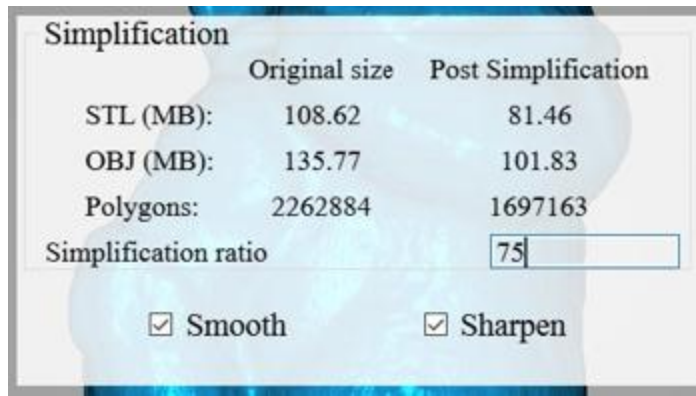 Simplification
Original size Post Simplification
STL (MB): 108.62 81.46
OBJ (MB): 135.77 101.83
Polygons: 2262884 1697163
Simplification ratio 75
Smooth Sharpen